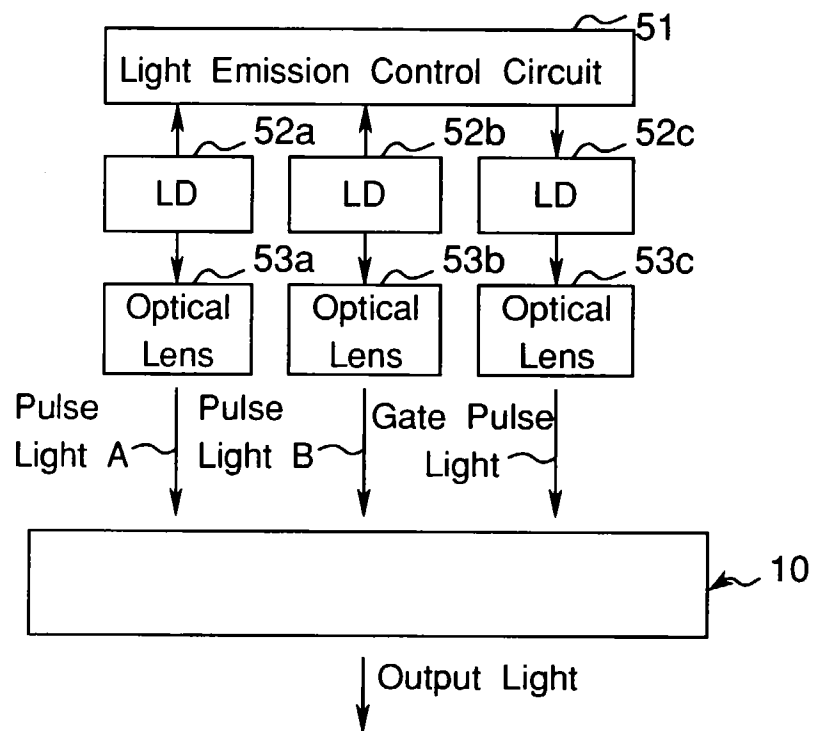 51
Light Emission Control Circuit
52a
52b
52c
LD
LD
LD
53a
53b
53c
Optical
Lens
Optical
Lens
Optical
Lens
Pulse
Light A
Pulse
Light B
Gate Pulse
Light
10
Output Light